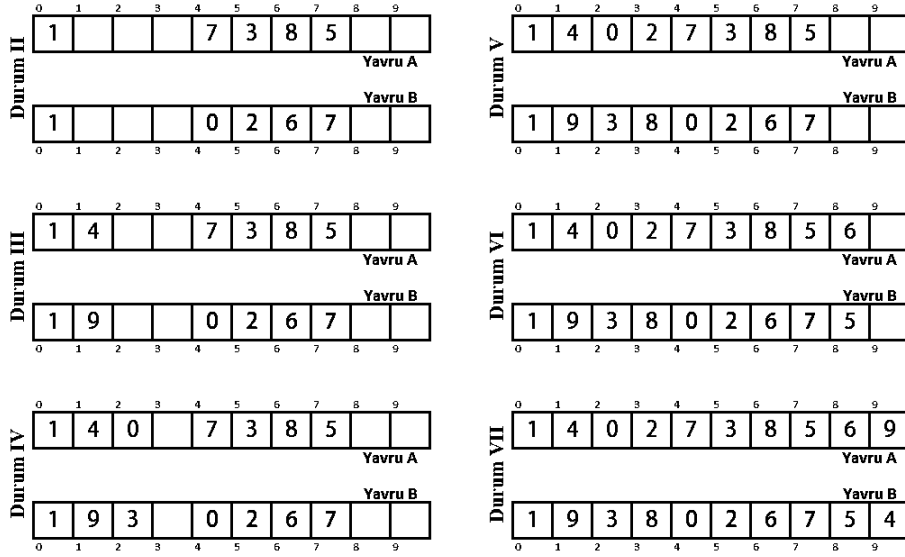 Durum II
0 1 2 3 4 5 6 7 8 9
1 7 3 8 5
Yavru A
Yavru B
1 0 2 6 7
0 1 2 3 4 5 6 7 8 9
Durum III
0 1 2 3 4 5 6 7 8 9
1 4 7 3 8 5
Yavru A
Yavru B
1 9 0 2 6 7
0 1 2 3 4 5 6 7 8 9
Durum IV
0 1 2 3 4 5 6 7 8 9
1 4 0 7 3 8 5
Yavru A
Yavru B
1 9 3 0 2 6 7
0 1 2 3 4 5 6 7 8 9
Durum V
0 1 2 3 4 5 6 7 8 9
1 4 0 2 7 3 8 5
Yavru A
Yavru B
1 9 3 8 0 2 6 7
0 1 2 3 4 5 6 7 8 9
Durum VI
0 1 2 3 4 5 6 7 8 9
1 4 0 2 7 3 8 5 6
Yavru A
Yavru B
1 9 3 8 0 2 6 7 5
0 1 2 3 4 5 6 7 8 9
Durum VII
0 1 2 3 4 5 6 7 8 9
1 4 0 2 7 3 8 5 6 9
Yavru A
Yavru B
1 9 3 8 0 2 6 7 5 4
0 1 2 3 4 5 6 7 8 9